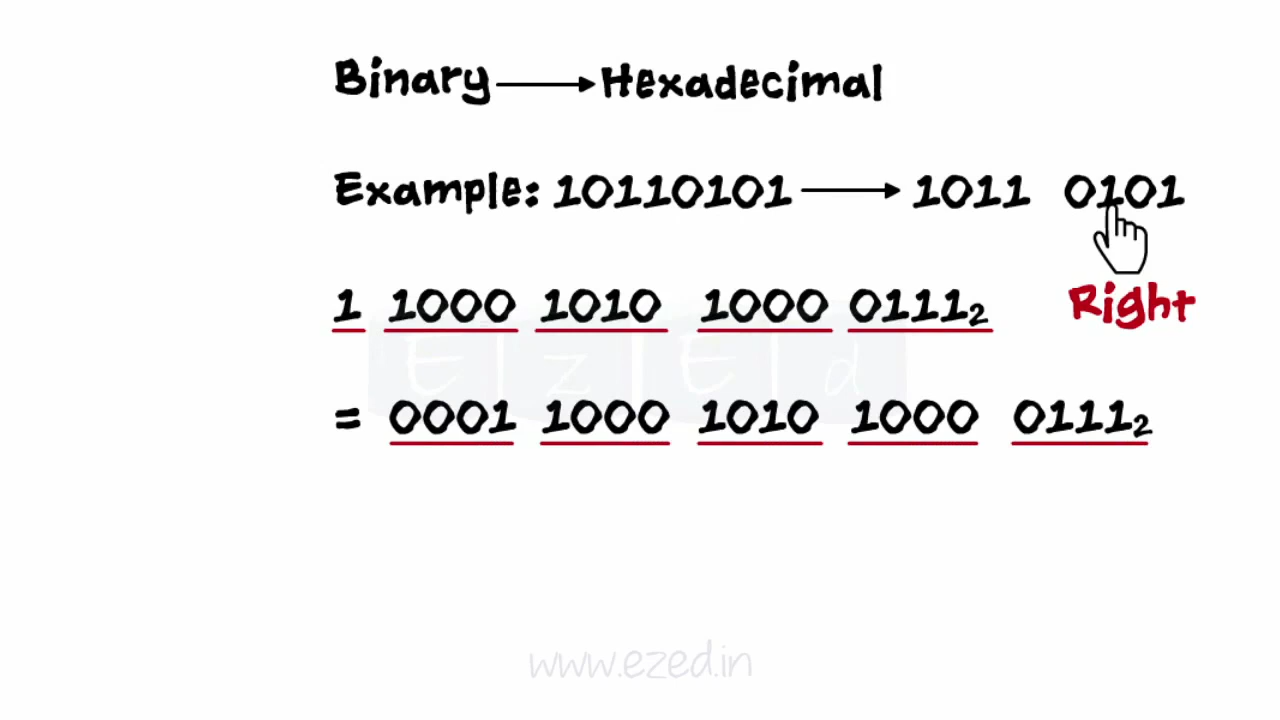 Binary → Hexadecimal
Example: 10110101 → 1011 0101
1 1000 1010 1000 0111₂ Right
E z E d
= 0001 1000 1010 1000 0111₂
www.ezed.in